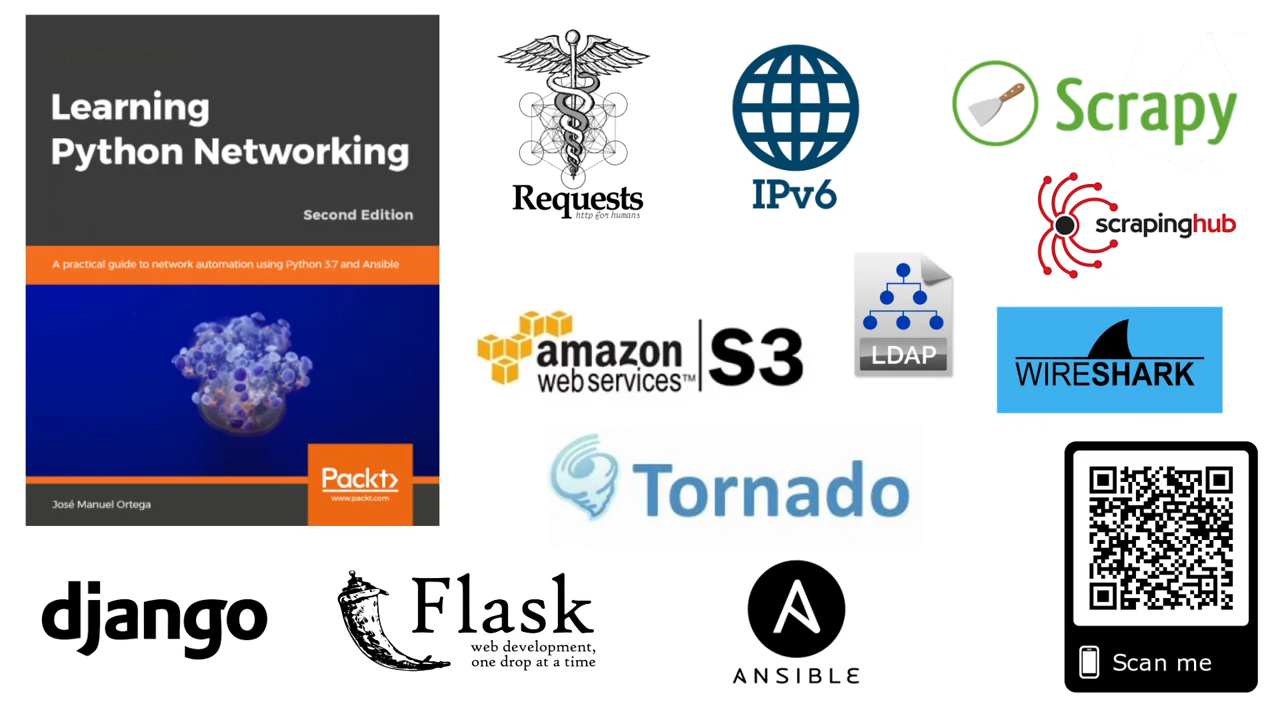 Learning
Python Networking
Second Edition
A practical guide to network automation using Python 3.7 and Ansible
Packt>
www.packt.com
José Manuel Ortega
Requests
http for humans
IPv6
Scrapy
scrapinghub
amazon
web services™
S3
LDAP
WIRESHARK
Tornado
django
Flask
web development,
one drop at a time
ANSIBLE
Scan me